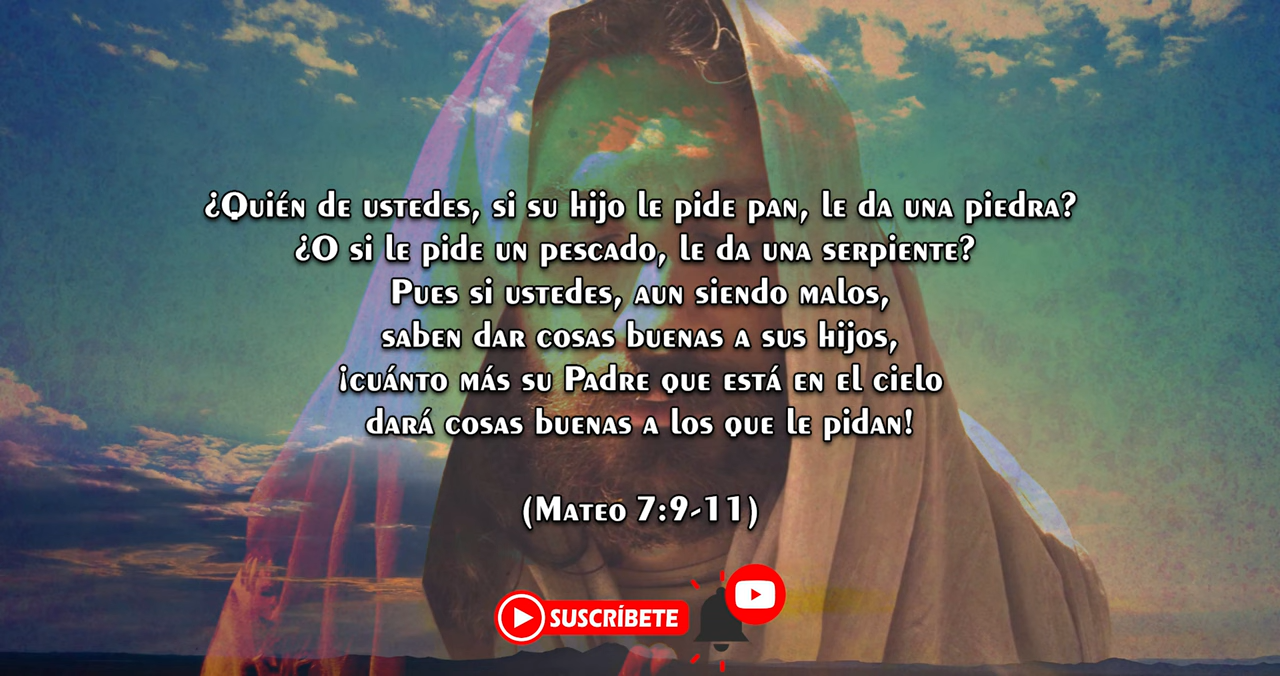 ¿Quién de ustedes, si su hijo le pide pan, le da una piedra?
¿O si le pide un pescado, le da una serpiente?
Pues si ustedes, aun siendo malos,
saben dar cosas buenas a sus hijos,
¡cuánto más su Padre que está en el cielo
dará cosas buenas a los que le pidan!
(Mateo 7:9-11)
SUSCRÍBETE